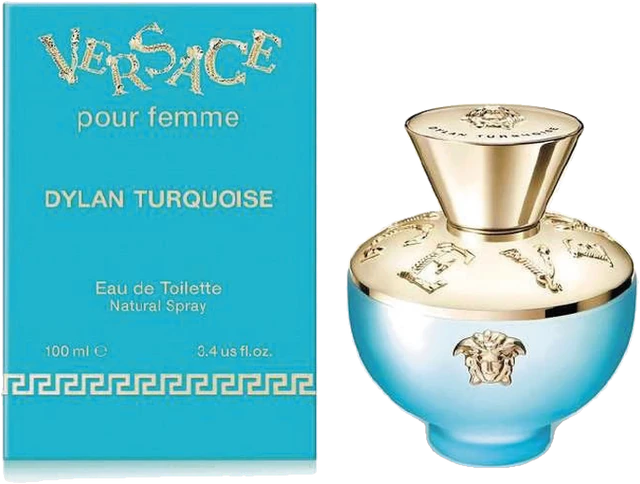 VERSACE
pour femme
DYLAN TURQUOISE
Eau de Toilette
Natural Spray
100 ml ℮ 3.4 us fl.oz.
DYLAN TURQUOISE